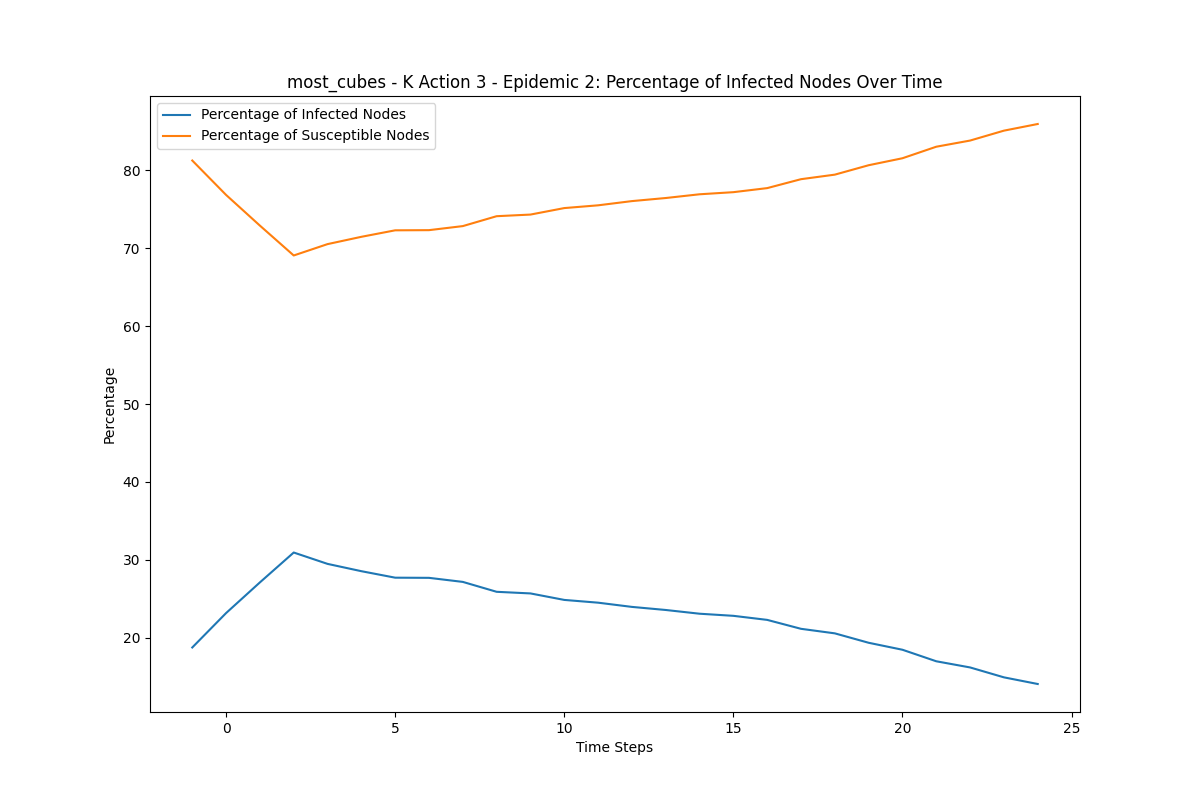 most_cubes - K Action 3 - Epidemic 2: Percentage of Infected Nodes Over Time
Percentage of Infected Nodes
Percentage of Susceptible Nodes
80
70
60
50
40
30
20
Percentage
0 5 10 15 20 25
Time Steps